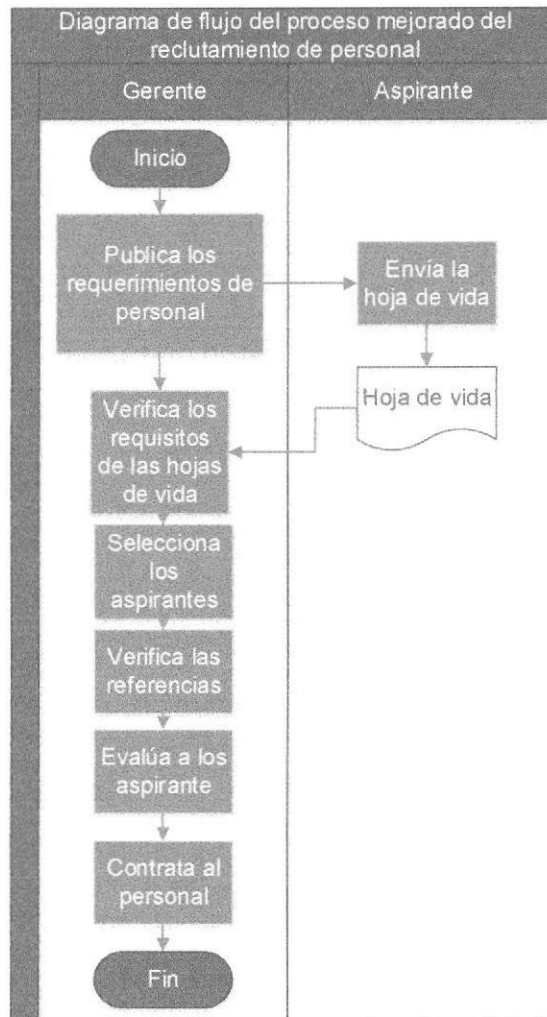 Diagrama de flujo del proceso mejorado del
reclutamiento de personal
Gerente
Aspirante
Inicio
Publica los
requerimientos de
personal
Envía la
hoja de vida
Hoja de vida
Verifica los
requisitos
de las hojas
de vida
Selecciona
los
aspirantes
Verifica las
referencias
Evalúa a los
aspirante
Contrata al
personal
Fin